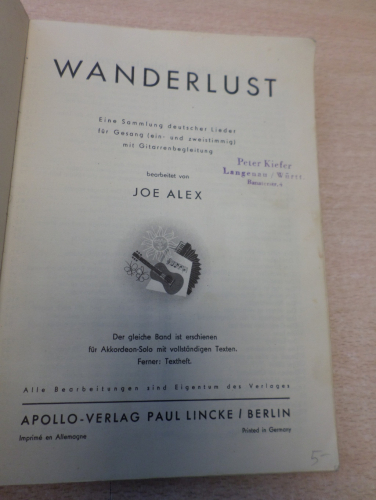 WANDERLUST
Eine Sammlung deutscher Lieder
für Gesang (ein- und zweistimmig)
mit Gitarrenbegleitung
Peter Kiefer
bearbeitet von
JOE ALEX
Der gleiche Band ist erschienen
für Akkordeon-Solo mit vollständigen Texten.
Ferner: Textheft.
Alle Bearbeitungen sind Eigentum des Verlages
APOLLO-VERLAG PAUL LINCKE / BERLIN
Imprimé en Allemagne
Printed in Germany
5-